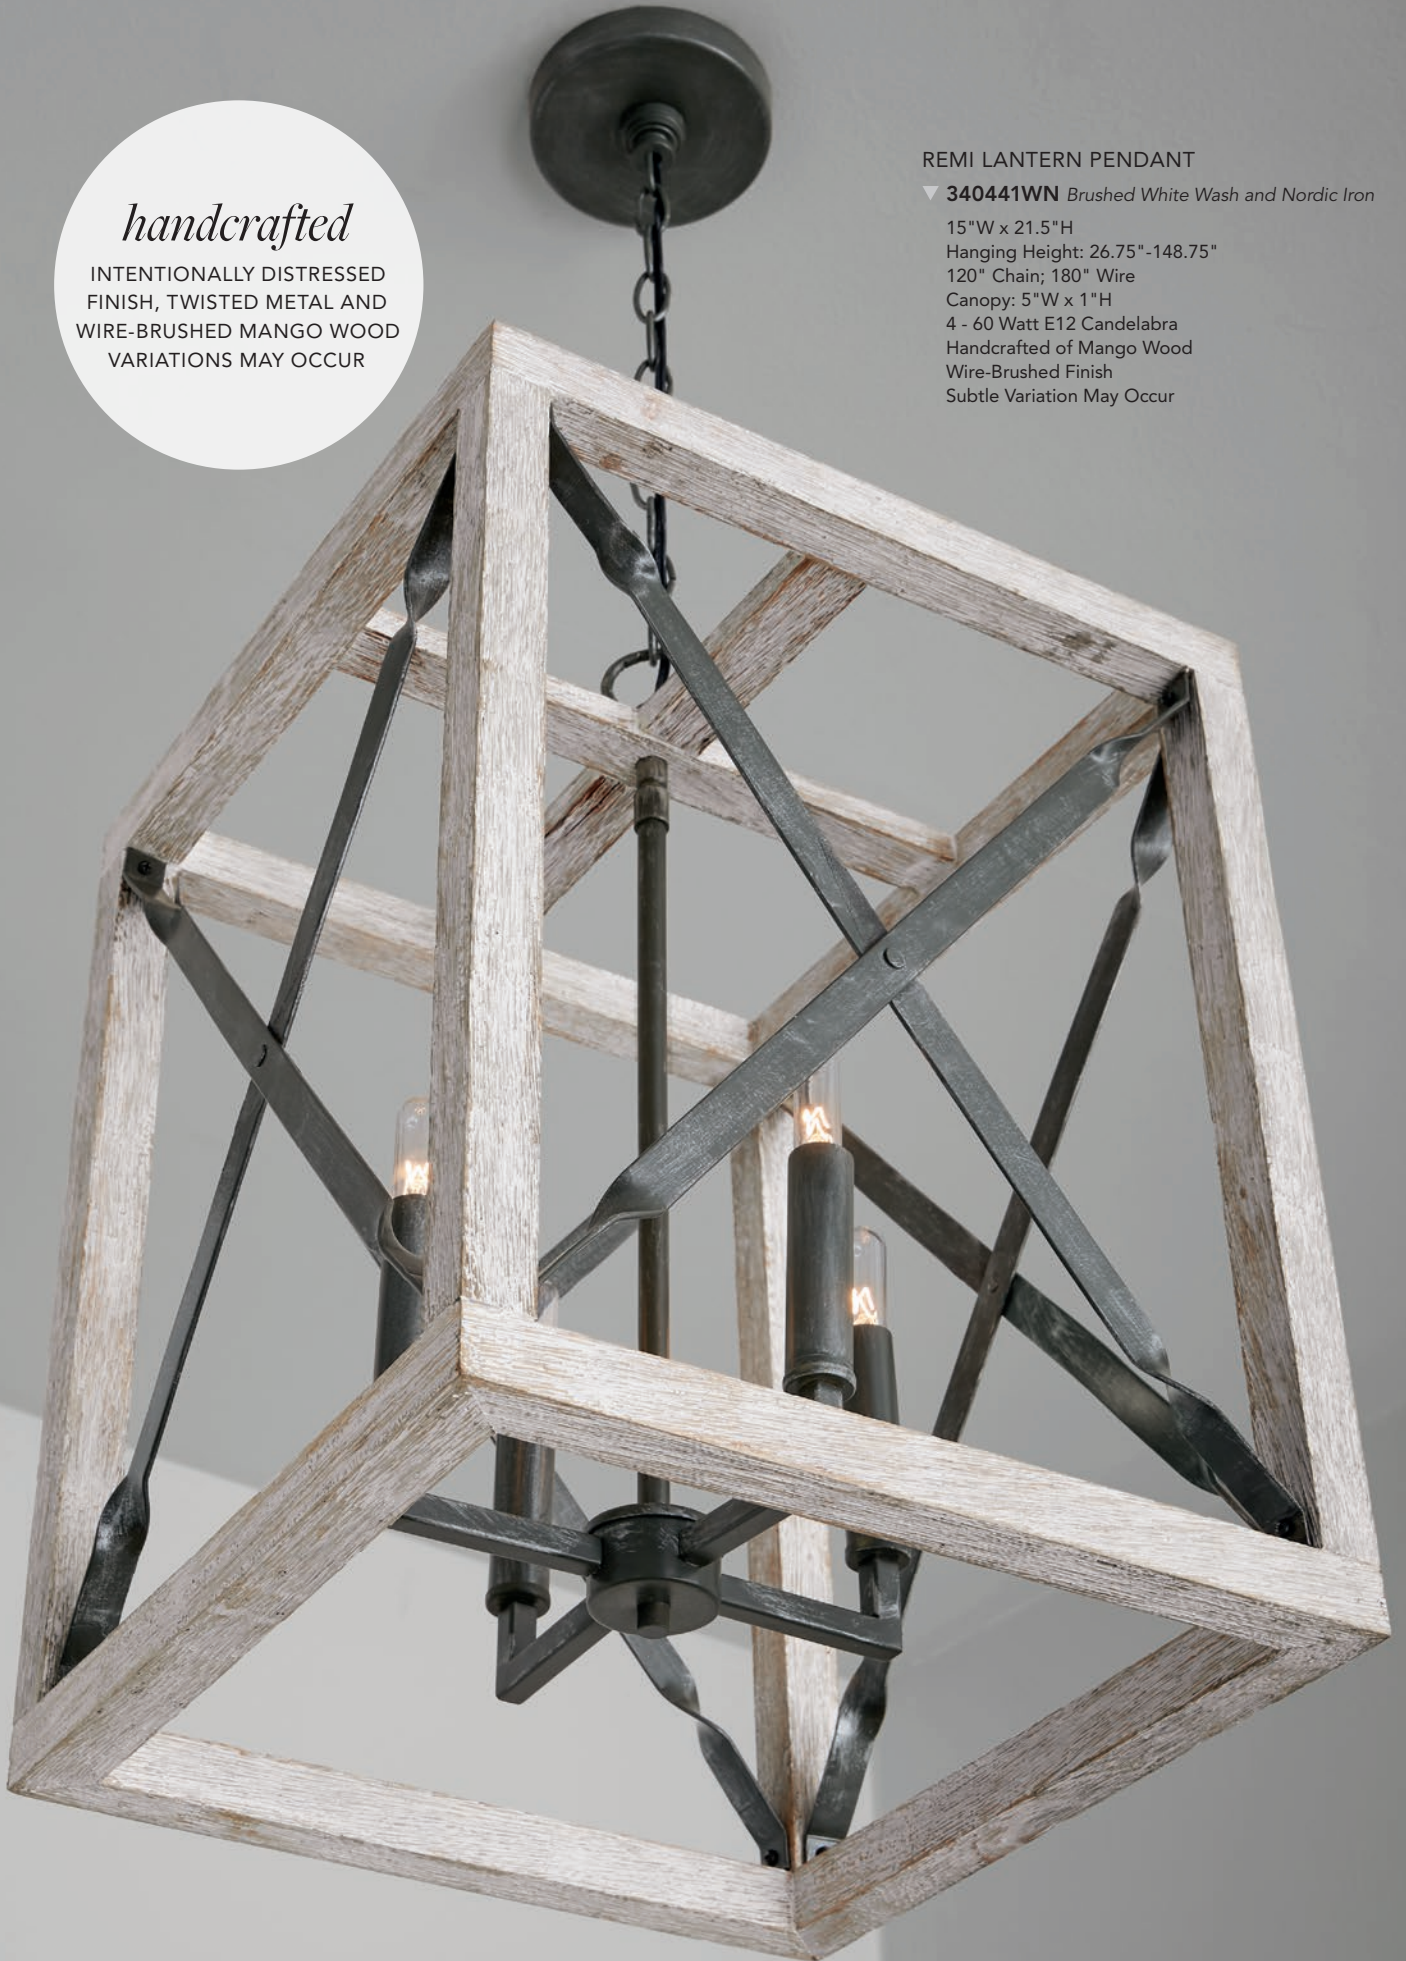 handcrafted
INTENTIONALLY DISTRESSED
FINISH, TWISTED METAL AND
WIRE-BRUSHED MANGO WOOD
VARIATIONS MAY OCCUR
REMI LANTERN PENDANT
340441WN Brushed White Wash and Nordic Iron
15"W x 21.5"H
Hanging Height: 26.75"-148.75"
120" Chain; 180" Wire
Canopy: 5"W x 1"H
4 - 60 Watt E12 Candelabra
Handcrafted of Mango Wood
Wire-Brushed Finish
Subtle Variation May Occur